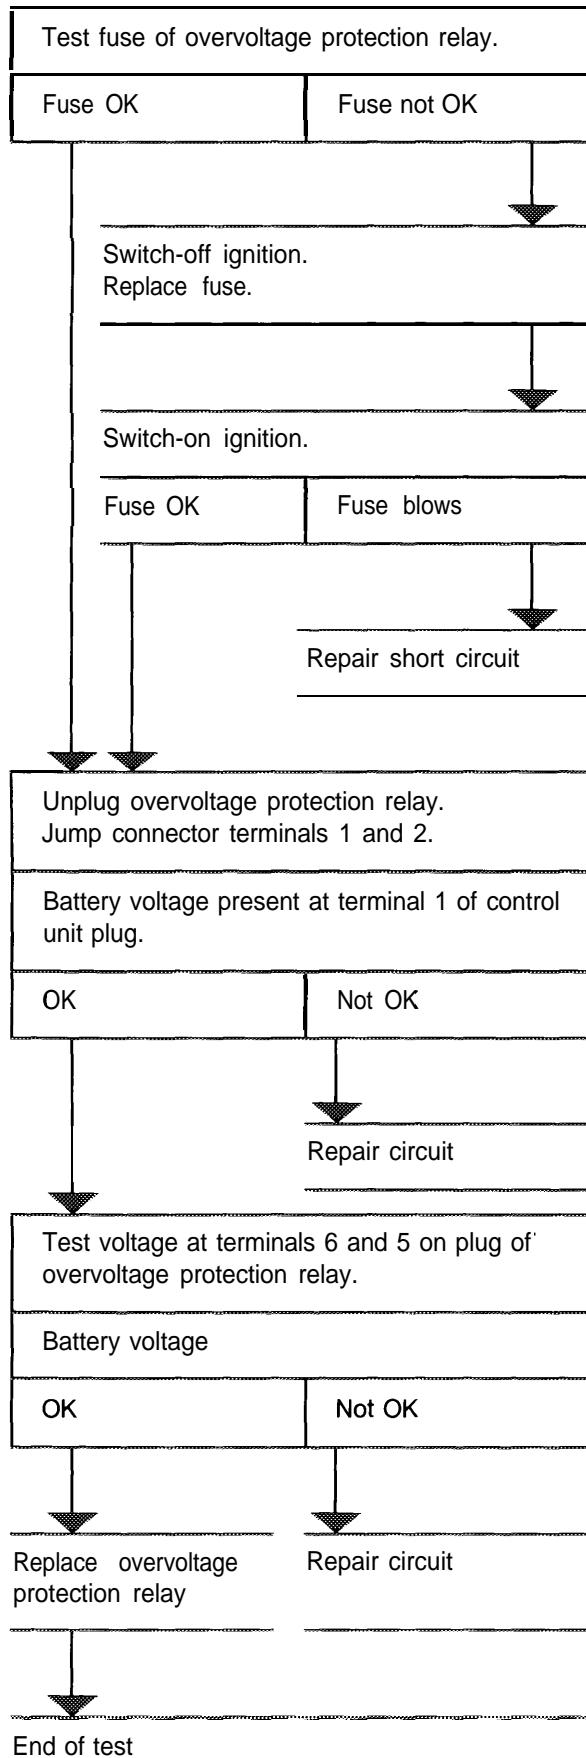 Test fuse of overvoltage protection relay.
Fuse OK
Fuse not OK
Switch-off ignition.
Replace fuse.
Switch-on ignition.
Fuse OK
Fuse blows
Repair short circuit
Unplug overvoltage protection relay.
Jump connector terminals 1 and 2.
Battery voltage present at terminal 1 of control
unit plug.
OK
Not OK
Repair circuit
Test voltage at terminals 6 and 5 on plug of
overvoltage protection relay.
Battery voltage
OK
Not OK
Replace overvoltage
protection relay
Repair circuit
End of test